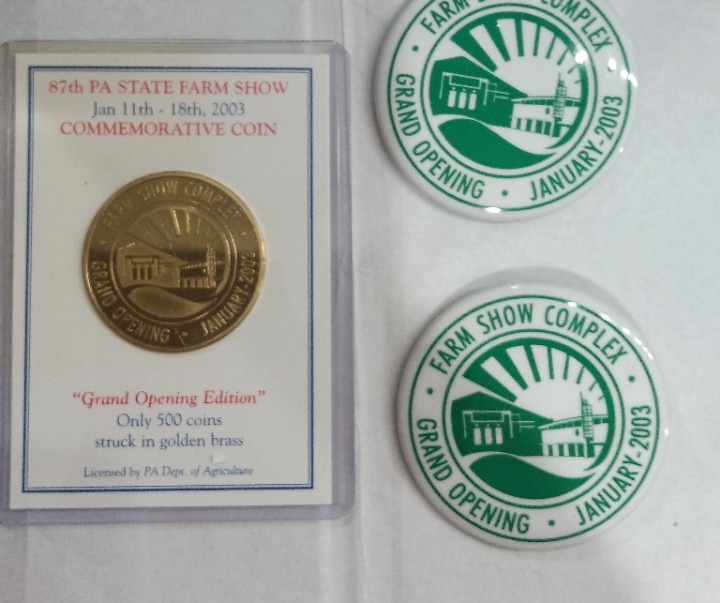 87th PA STATE FARM SHOW
Jan 11th - 18th, 2003
COMMEMORATIVE COIN
· FARM SHOW COMPLEX ·
GRAND OPENING
JANUARY-2003
"Grand Opening Edition"
Only 500 coins
struck in golden brass
Licensed by PA Dept. of Agriculture
· FARM SHOW COMPLEX ·
GRAND OPENING · JANUARY-2003
· FARM SHOW COMPLEX ·
GRAND OPENING · JANUARY-2003